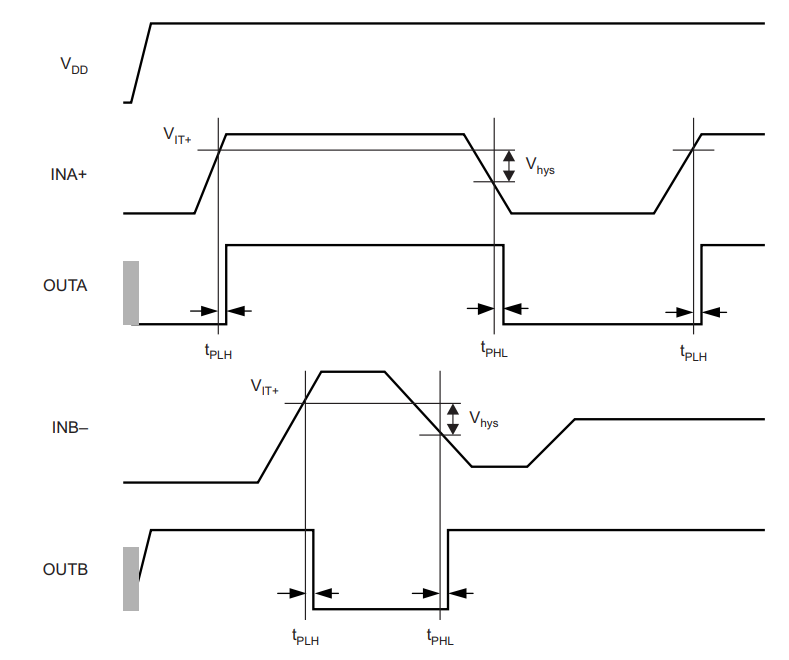 VDD
VIT+
INA+
Vhys
OUTA
tPLH
tPHL
tPLH
VIT+
INB–
Vhys
OUTB
tPLH
tPHL